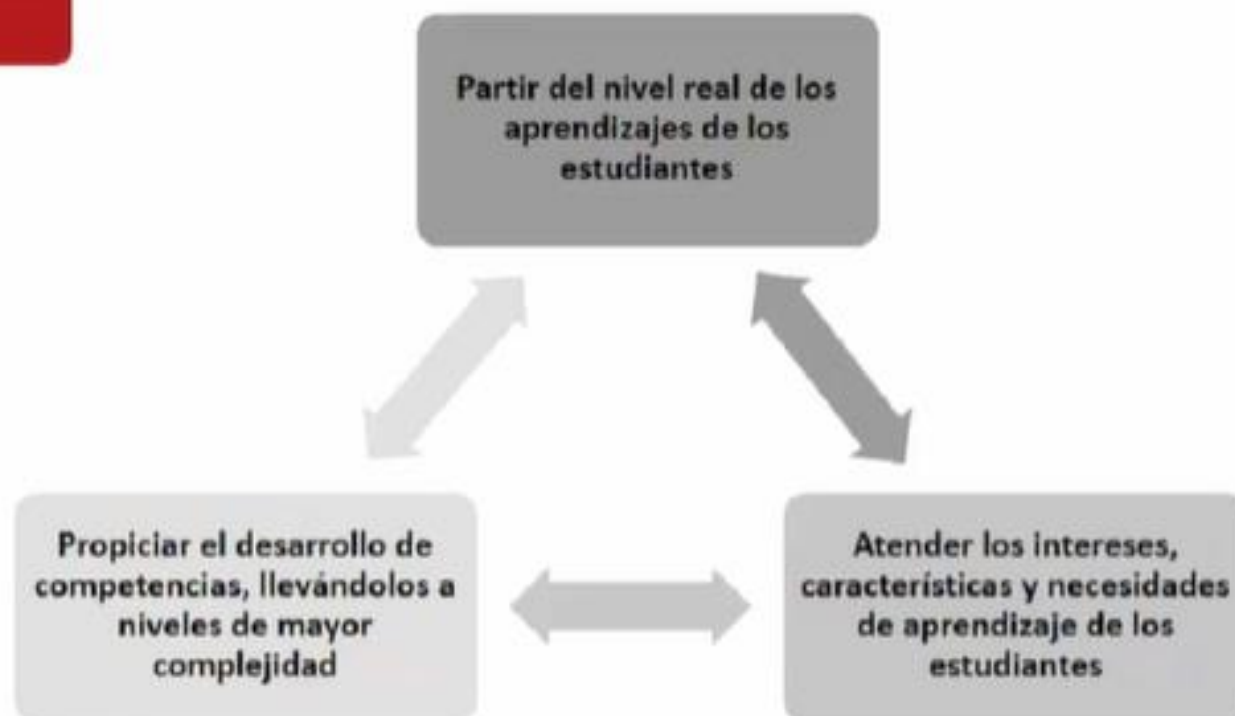 Partir del nivel real de los
aprendizajes de los
estudiantes
Propiciar el desarrollo de
competencias, llevándolos a
niveles de mayor
complejidad
Atender los intereses,
características y necesidades
de aprendizaje de los
estudiantes